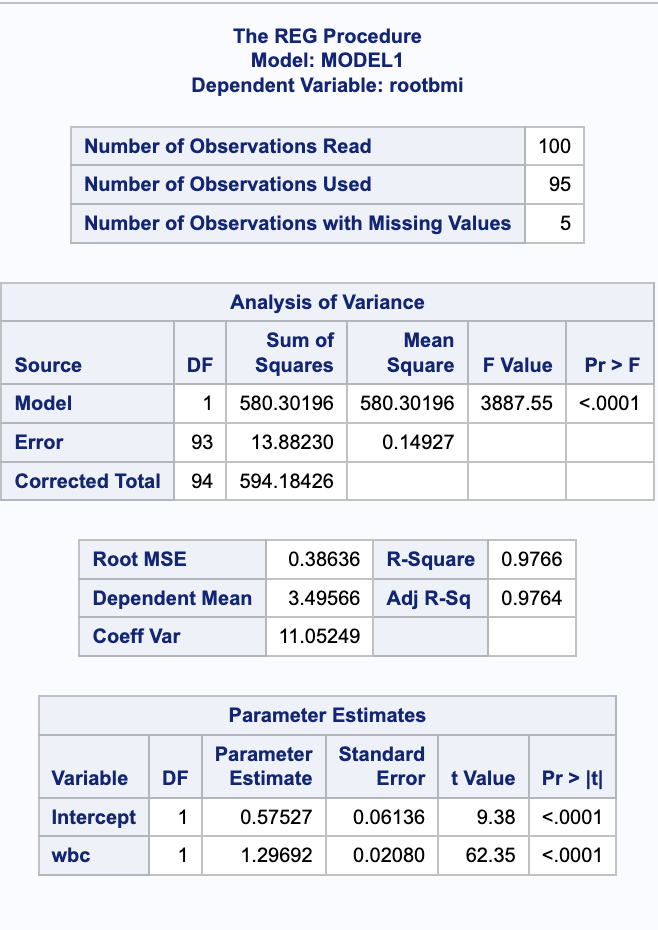 The REG Procedure
Model: MODEL1
Dependent Variable: rootbmi
Number of Observations Read 100
Number of Observations Used 95
Number of Observations with Missing Values 5
Analysis of Variance
Source DF Sum of Squares Mean Square F Value Pr > F
Model 1 580.30196 580.30196 3887.55 <.0001
Error 93 13.88230 0.14927
Corrected Total 94 594.18426
Root MSE 0.38636 R-Square 0.9766
Dependent Mean 3.49566 Adj R-Sq 0.9764
Coeff Var 11.05249
Parameter Estimates
Variable DF Parameter Estimate Standard Error t Value Pr > |t|
Intercept 1 0.57527 0.06136 9.38 <.0001
wbc 1 1.29692 0.02080 62.35 <.0001